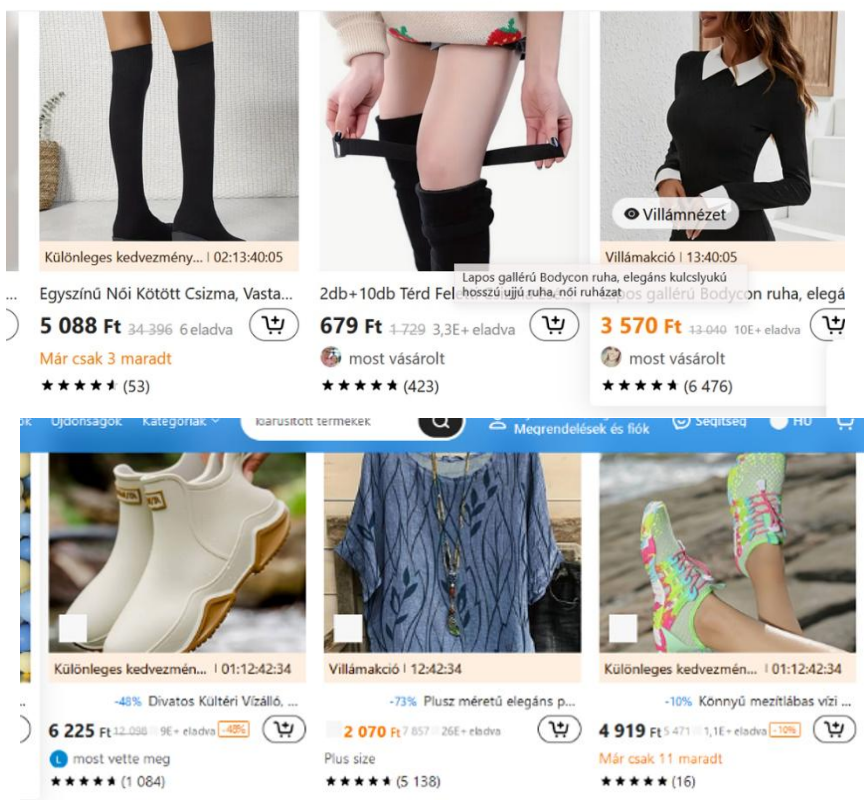 Különleges kedvezmény... | 02:13:40:05
Villámnézet
Villámakció | 13:40:05
Lapos gallérú Bodycon ruha, elegáns kulcslyukú
hosszú ujjú ruha, női ruházat
...
Egyszínű Női Kötött Csizma, Vasta...
2db+10db Térd
Lapos gallérú Bodycon ruha, elegá
5 088 Ft 34 396 6 eladva
679 Ft 1 729 3,3E+ eladva
3 570 Ft 13 040 10E+ eladva
Már csak 3 maradt
most vásárolt
most vásárolt
(53)
(423)
(6 476)
Újdonságok Kategóriák
Megrendelések és fiók
Segítség
HU
Különleges kedvezmén... | 01:12:42:34
Villámakció | 12:42:34
Különleges kedvezmén... | 01:12:42:34
-48% Divatos Kültéri Vízálló, ...
-73% Plusz méretű elegáns p...
-10% Könnyű mezítlábas vízi ...
6 225 Ft 12 098 9E+ eladva -48%
2 070 Ft 7 857 26E+ eladva
4 919 Ft 5 471 1,1E+ eladva -10%
L most vette meg
Plus size
Már csak 11 maradt
(1 084)
(5 138)
(16)